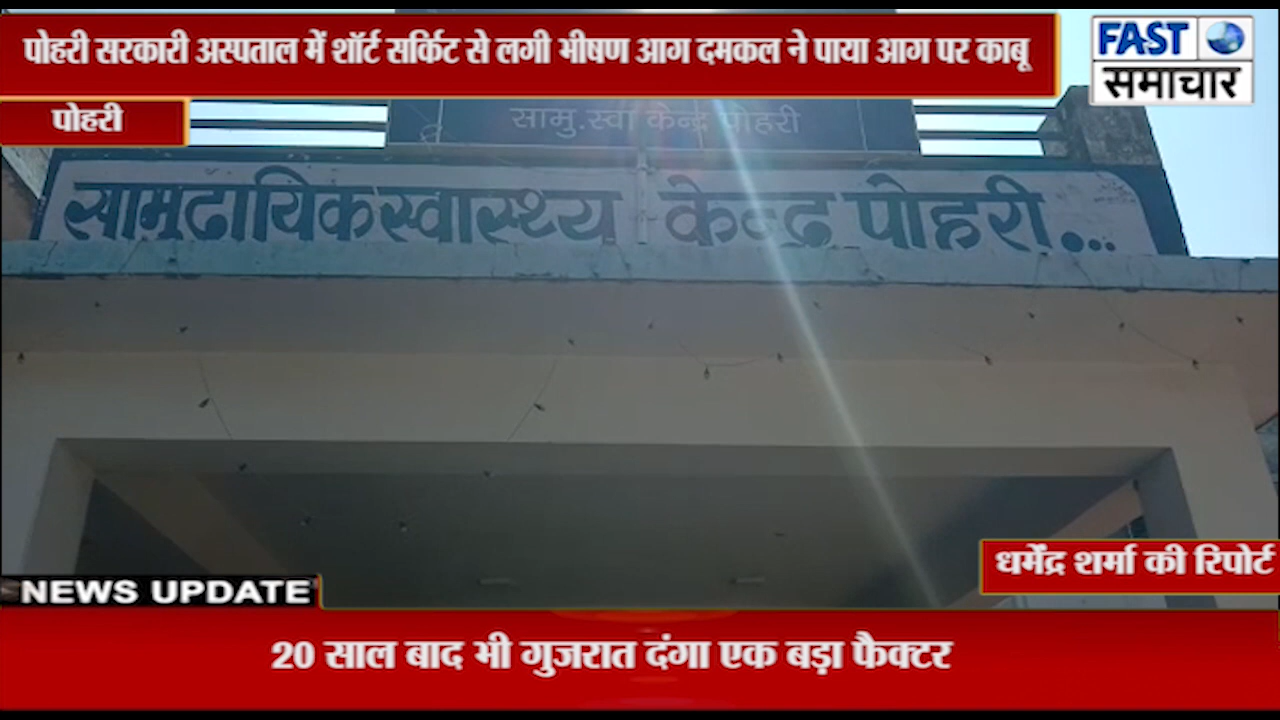 पोहरी सरकारी अस्पताल में शॉर्ट सर्किट से लगी भीषण आग दमकल ने पाया आग पर काबू
FAST
समाचार
पोहरी
सामु.स्वा केन्द्र पोहरी
सामुदायिक स्वास्थ्य केन्द्र पोहरी...
धर्मेंद्र शर्मा की रिपोर्ट
NEWS UPDATE
20 साल बाद भी गुजरात दंगा एक बड़ा फैक्टर